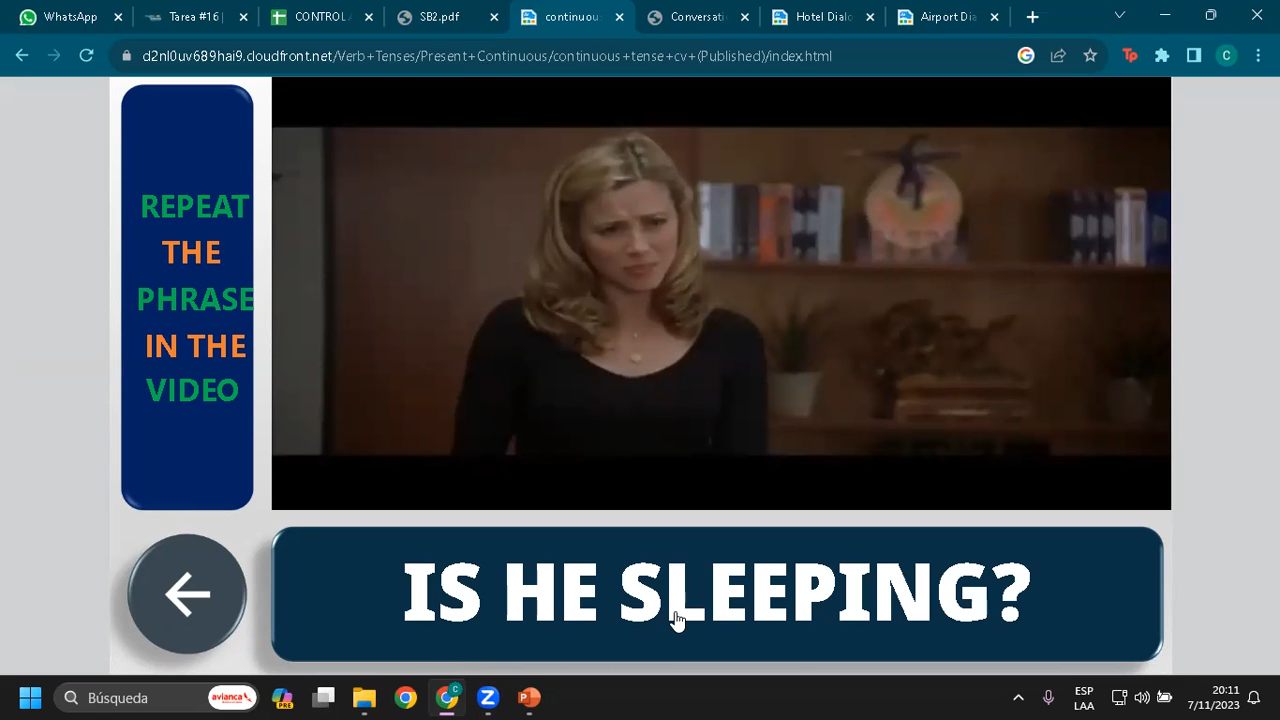 WhatsApp
Tarea #16
CONTROL
SB2.pdf
continuou
Conversati
Hotel Dialo
Airport Dia
d2nl0uv689hai9.cloudfront.net/Verb+Tenses/Present+Continuous/continuous+tense+cv+(Published)/index.html
G
Tp
C
REPEAT
THE
PHRASE
IN THE
VIDEO
IS HE SLEEPING?
Búsqueda
avianca
PRE
C
Z
P
ESP
LAA
20:11
7/11/2023